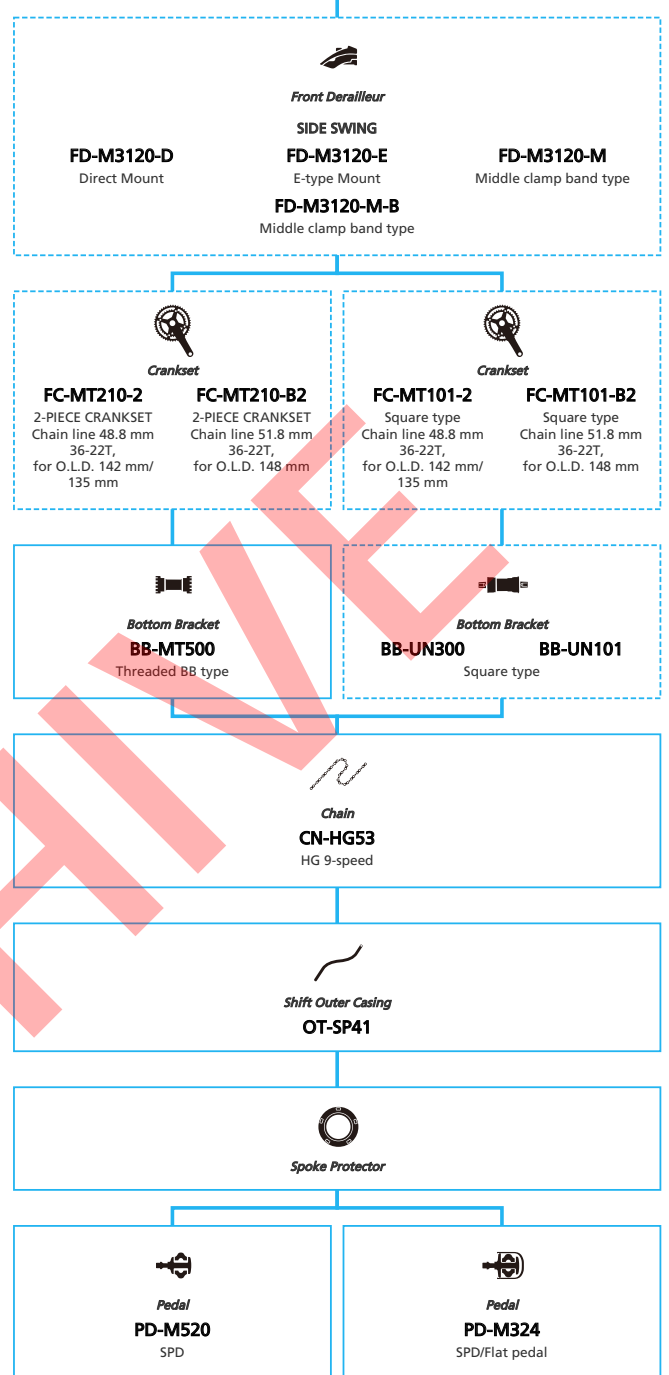 Front Derailleur
SIDE SWING
FD-M3120-D
Direct Mount
FD-M3120-E
E-type Mount
FD-M3120-M
Middle clamp band type
FD-M3120-M-B
Middle clamp band type
Crankset
FC-MT210-2
2-PIECE CRANKSET
Chain line 48.8 mm
36-22T,
for O.L.D. 142 mm/
135 mm
FC-MT210-B2
2-PIECE CRANKSET
Chain line 51.8 mm
36-22T,
for O.L.D. 148 mm
Crankset
FC-MT101-2
Square type
Chain line 48.8 mm
36-22T,
for O.L.D. 142 mm/
135 mm
FC-MT101-B2
Square type
Chain line 51.8 mm
36-22T,
for O.L.D. 148 mm
Bottom Bracket
BB-MT500
Threaded BB type
Bottom Bracket
BB-UN300
BB-UN101
Square type
Chain
CN-HG53
HG 9-speed
Shift Outer Casing
OT-SP41
Spoke Protector
Pedal
PD-M520
SPD
Pedal
PD-M324
SPD/Flat pedal
HIVE